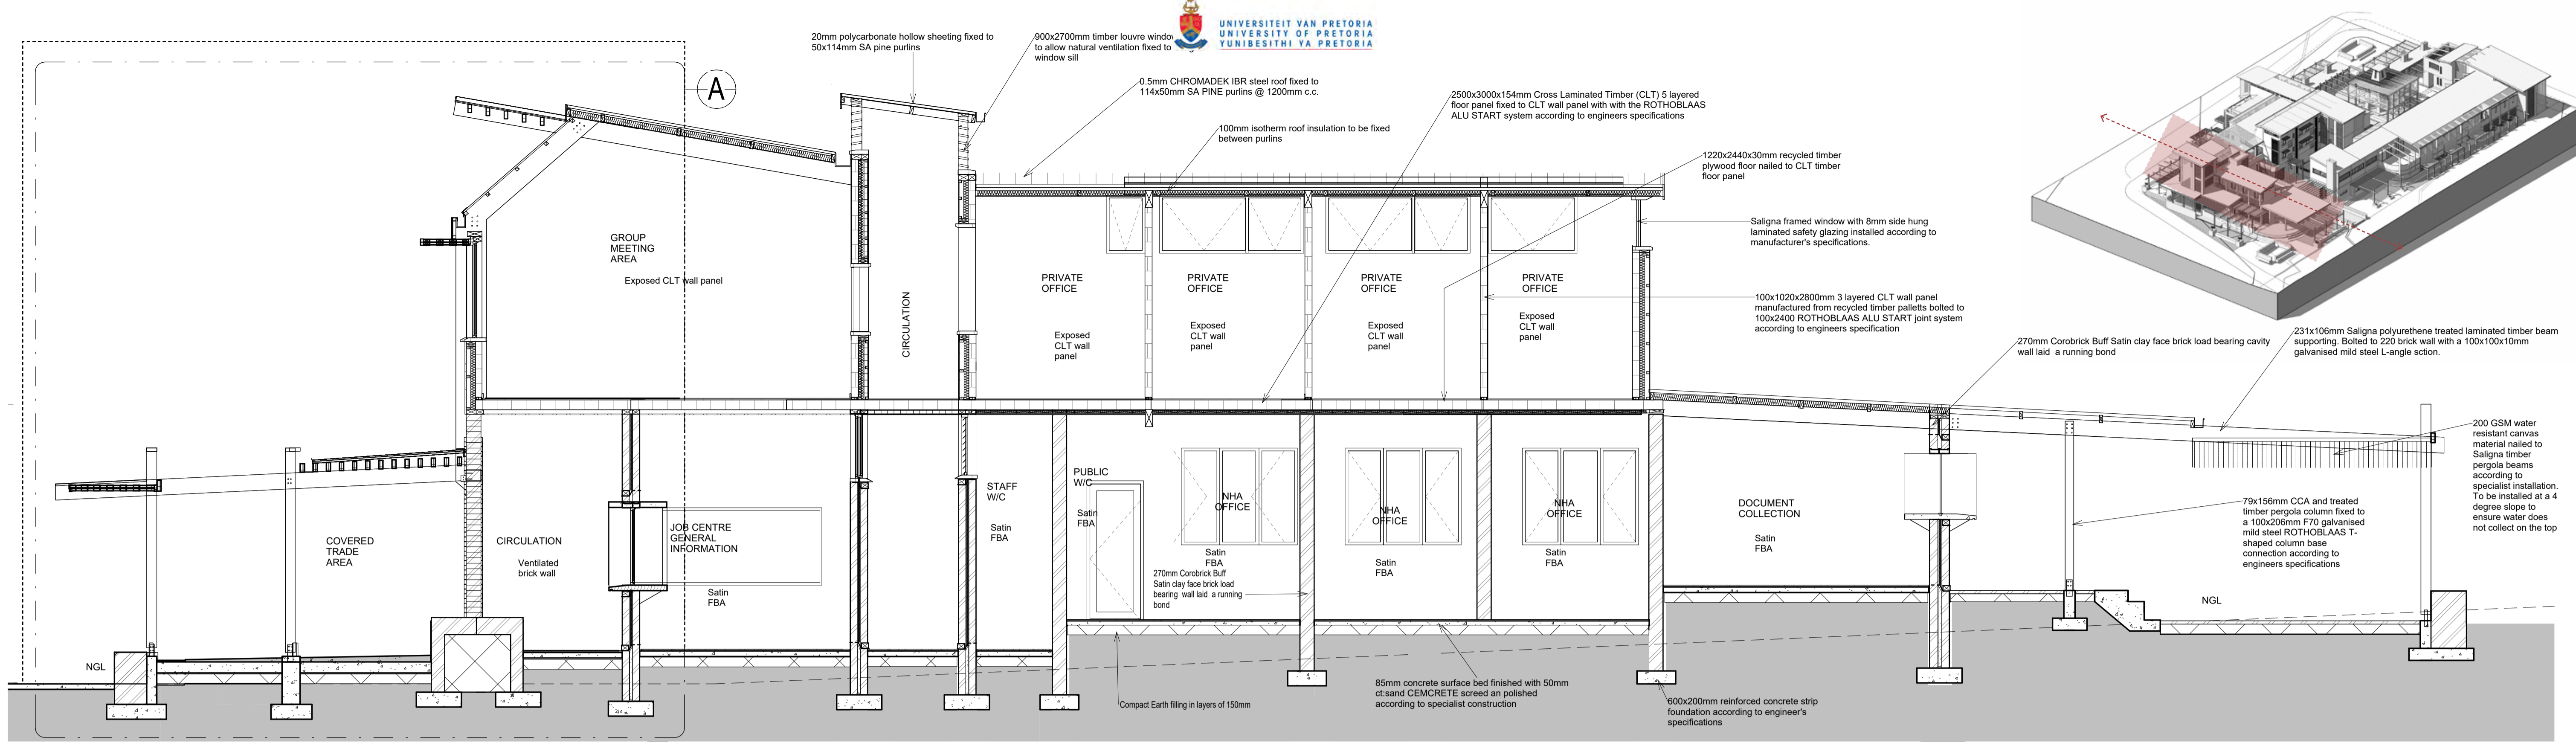 UNIVERSITEIT VAN PRETORIA
UNIVERSITY OF PRETORIA
YUNIBESITHI YA PRETORIA
20mm polycarbonate hollow sheeting fixed to
50x114mm SA pine purlins
900x2700mm timber louvre window
to allow natural ventilation fixed to
window sill
A
0.5mm CHROMADEK IBR steel roof fixed to
114x50mm SA PINE purlins @ 1200mm c.c.
100mm isotherm roof insulation to be fixed
between purlins
2500x3000x154mm Cross Laminated Timber (CLT) 5 layered
floor panel fixed to CLT wall panel with with the ROTHOBLAAS
ALU START system according to engineers specifications
1220x2440x30mm recycled timber
plywood floor nailed to CLT timber
floor panel
Saligna framed window with 8mm side hung
laminated safety glazing installed according to
manufacturer's specifications.
100x1020x2800mm 3 layered CLT wall panel
manufactured from recycled timber palletts bolted to
100x2400 ROTHOBLAAS ALU START joint system
according to engineers specification
270mm Corobrick Buff Satin clay face brick load bearing cavity
wall laid a running bond
231x106mm Saligna polyurethene treated laminated timber beam
supporting. Bolted to 220 brick wall with a 100x100x10mm
galvanised mild steel L-angle sction.
200 GSM water
resistant canvas
material nailed to
Saligna timber
pergola beams
according to
specialist installation.
To be installed at a 4
degree slope to
ensure water does
not collect on the top
79x156mm CCA and treated
timber pergola column fixed to
a 100x206mm F70 galvanised
mild steel ROTHOBLAAS T-
shaped column base
connection according to
engineers specifications
GROUP
MEETING
AREA
Exposed CLT wall panel
CIRCULATION
PRIVATE
OFFICE
Exposed
CLT wall
panel
PRIVATE
OFFICE
Exposed
CLT wall
panel
PRIVATE
OFFICE
Exposed
CLT wall
panel
PRIVATE
OFFICE
Exposed
CLT wall
panel
NGL
COVERED
TRADE
AREA
CIRCULATION
Ventilated
brick wall
JOB CENTRE
GENERAL
INFORMATION
Satin
FBA
STAFF
W/C
Satin
FBA
PUBLIC
W/C
Satin
FBA
NHA
OFFICE
Satin
FBA
270mm Corobrick Buff
Satin clay face brick load
bearing wall laid a running
bond
NHA
OFFICE
Satin
FBA
NHA
OFFICE
Satin
FBA
DOCUMENT
COLLECTION
Satin
FBA
NGL
Compact Earth filling in layers of 150mm
85mm concrete surface bed finished with 50mm
ct:sand CEMCRETE screed an polished
according to specialist construction
600x200mm reinforced concrete strip
foundation according to engineer's
specifications